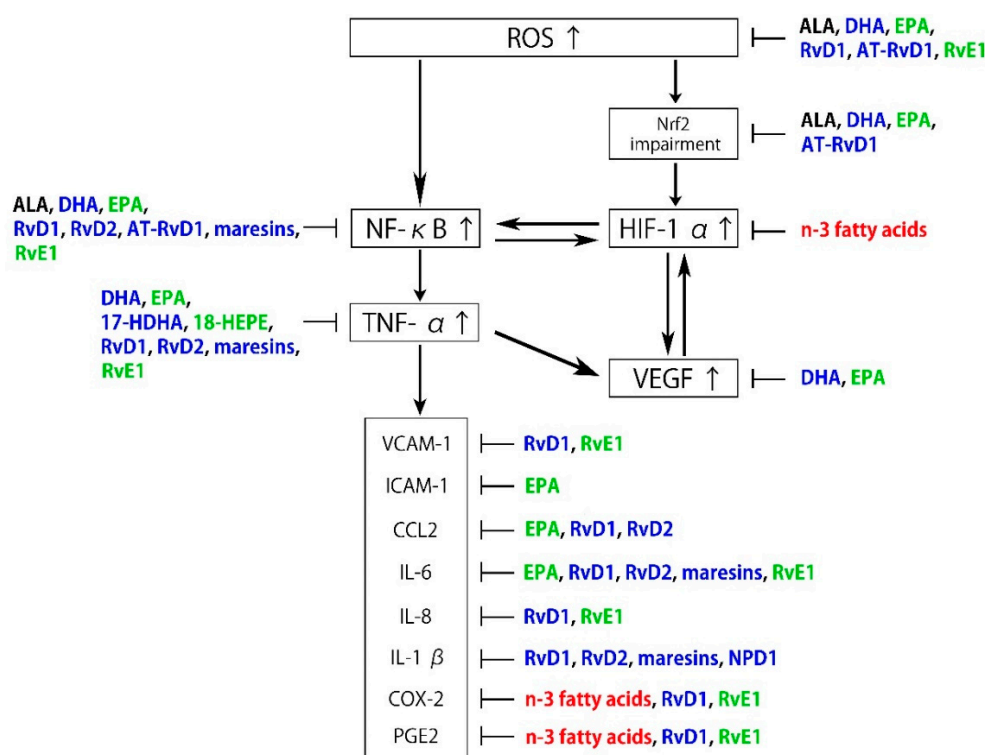 ROS ↑
ALA, DHA, EPA,
RvD1, AT-RvD1, RvE1
Nrf2
impairment
ALA, DHA, EPA,
AT-RvD1
ALA, DHA, EPA,
RvD1, RvD2, AT-RvD1, maresins,
RvE1
NF-κB ↑
HIF-1 α ↑
n-3 fatty acids
DHA, EPA,
17-HDHA, 18-HEPE,
RvD1, RvD2, maresins,
RvE1
TNF- α ↑
VEGF ↑
DHA, EPA
VCAM-1
RvD1, RvE1
ICAM-1
EPA
CCL2
EPA, RvD1, RvD2
IL-6
EPA, RvD1, RvD2, maresins, RvE1
IL-8
RvD1, RvE1
IL-1 β
RvD1, RvD2, maresins, NPD1
COX-2
n-3 fatty acids, RvD1, RvE1
PGE2
n-3 fatty acids, RvD1, RvE1